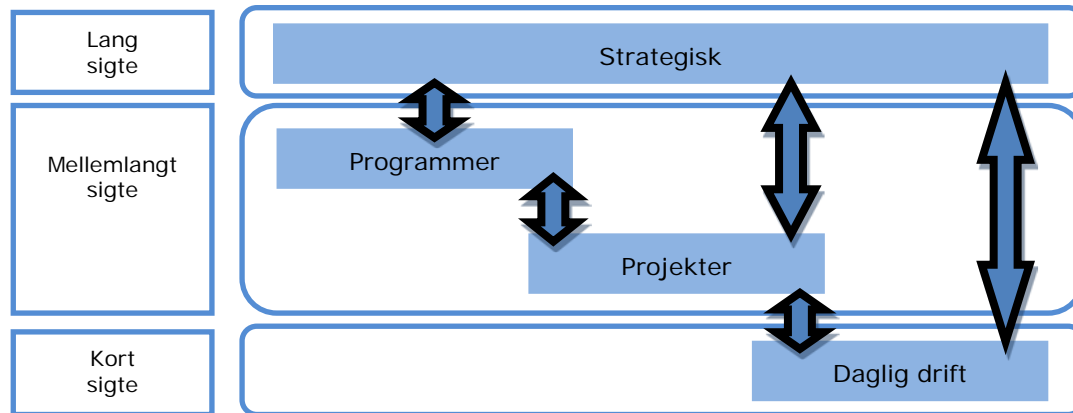 Lang
sigte
Strategisk
Mellemlangt
sigte
Programmer
Projekter
Kort
sigte
Daglig drift